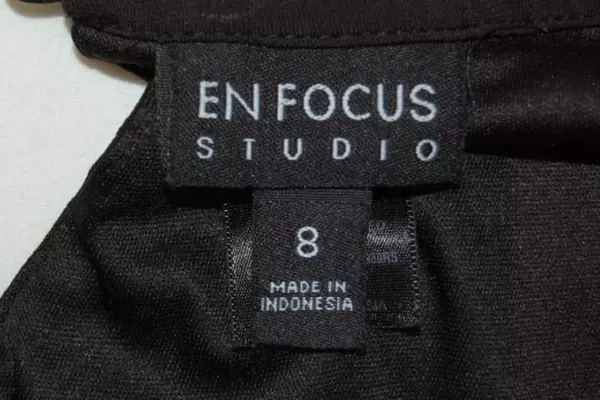 EN FOCUS
STUDIO
8
MADE IN
INDONESIA